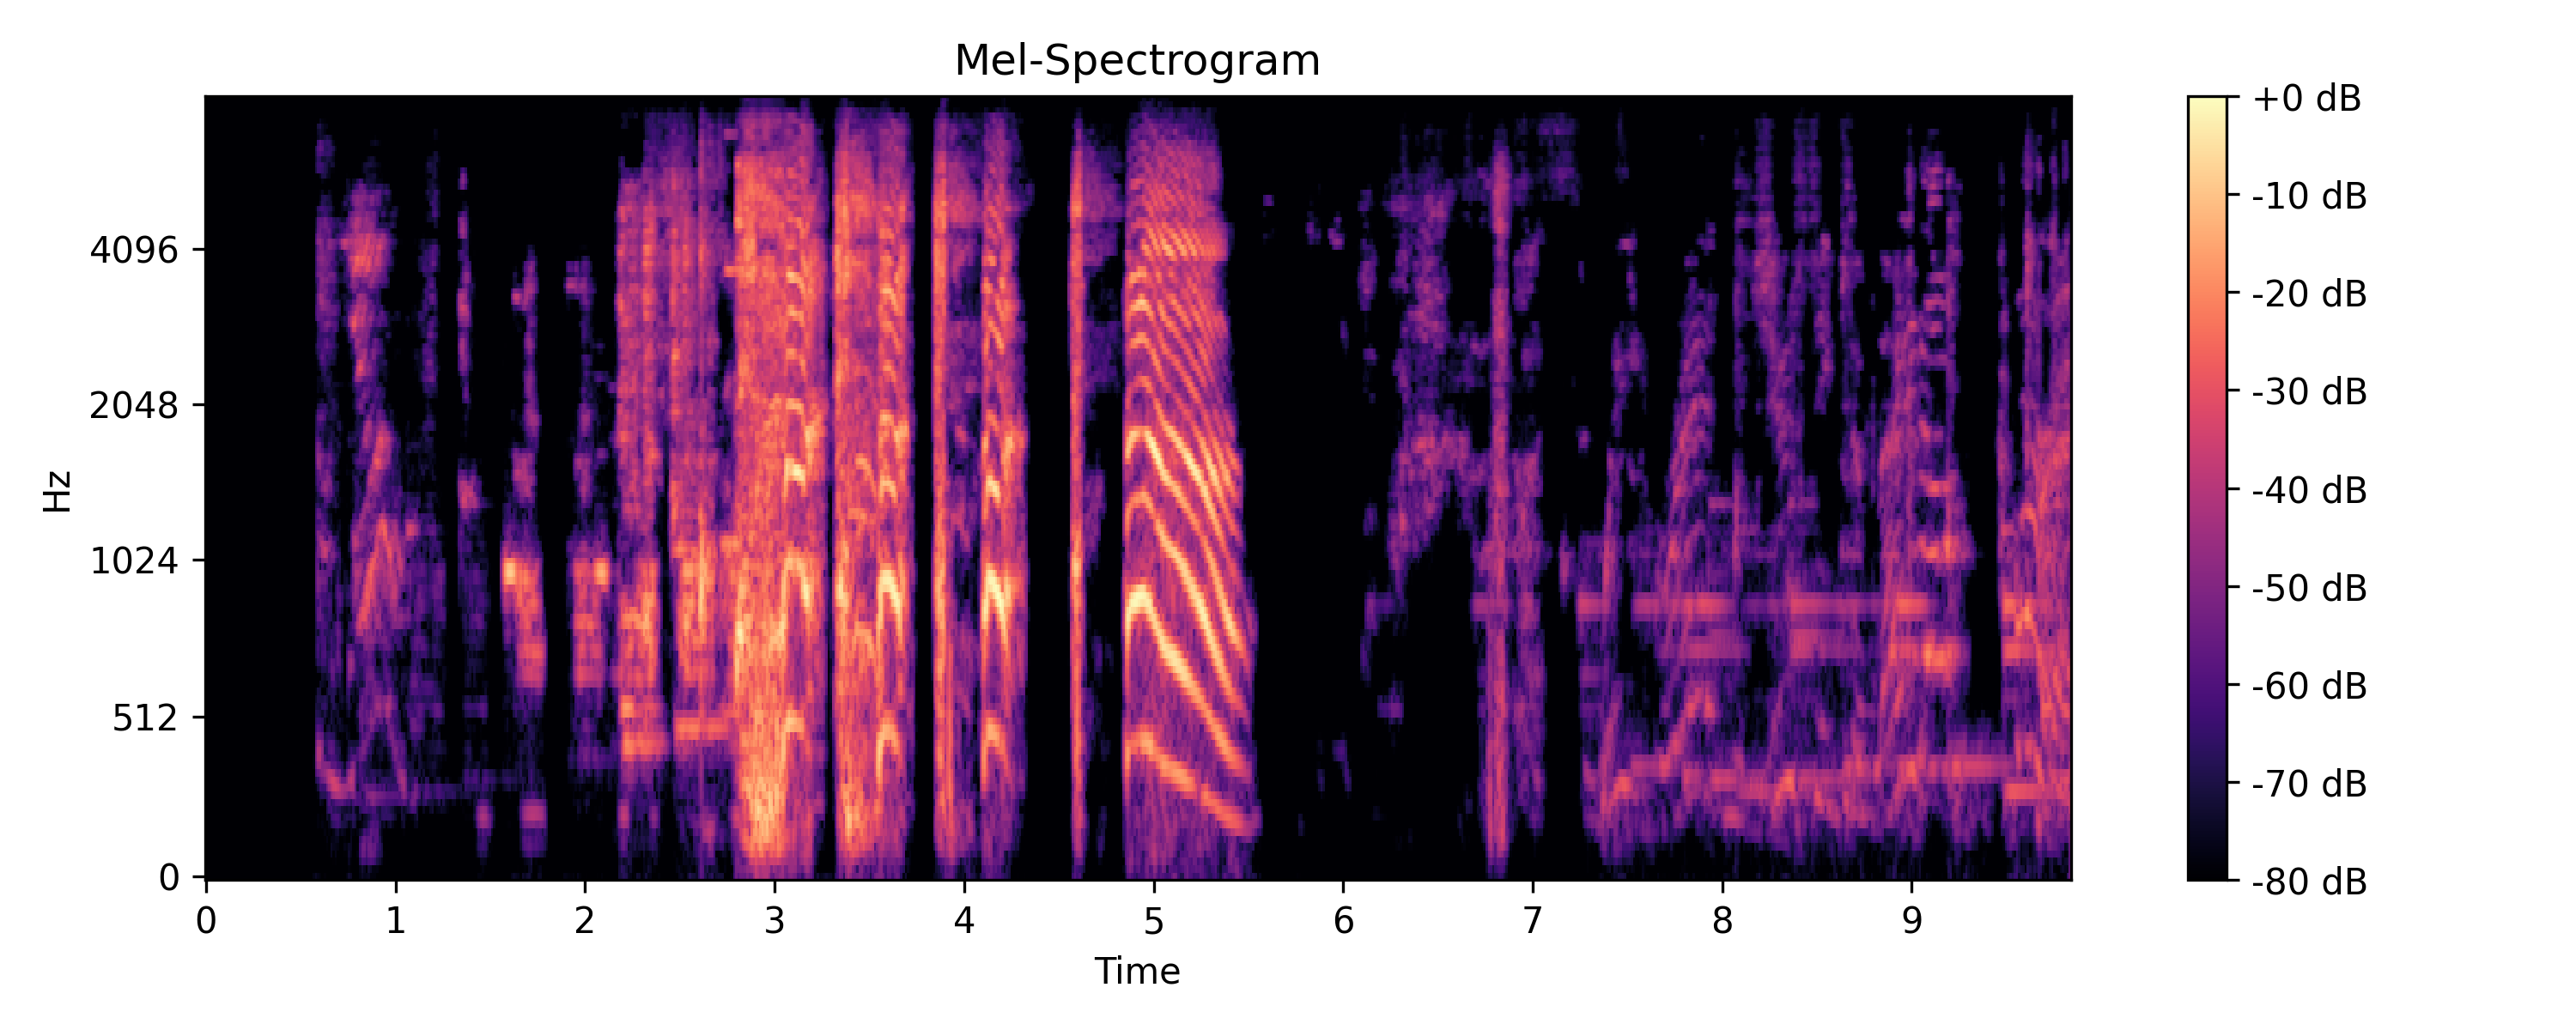 Mel-Spectrogram
Hz
4096
2048
1024
512
0
0 1 2 3 4 5 6 7 8 9
Time
+0 dB
-10 dB
-20 dB
-30 dB
-40 dB
-50 dB
-60 dB
-70 dB
-80 dB